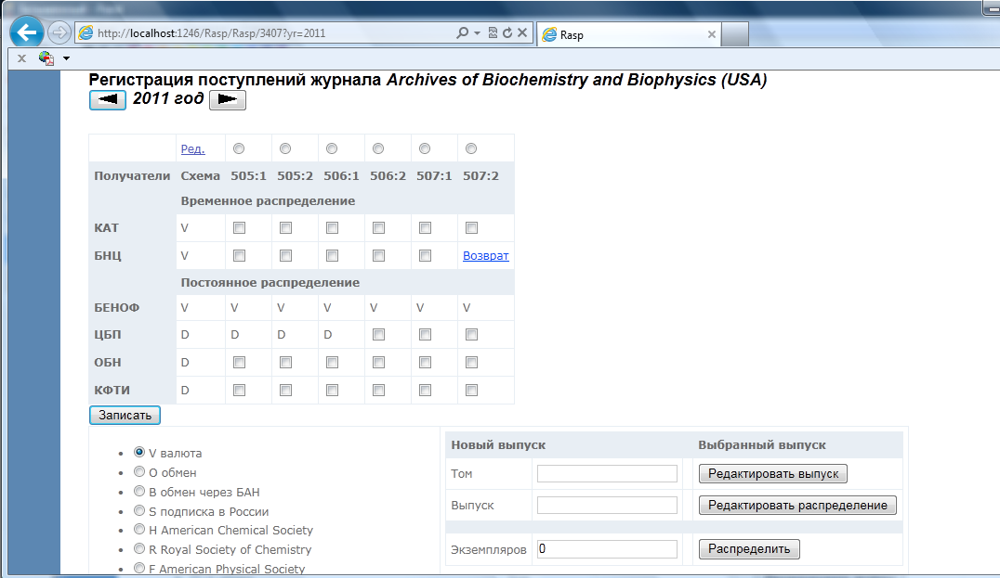 http://localhost:1246/Rasp/Rasp/3407?yr=2011
Rasp
Регистрация поступлений журнала Archives of Biochemistry and Biophysics (USA)
2011 год
Ред.
Получатели Схема 505:1 505:2 506:1 506:2 507:1 507:2
Временное распределение
КАТ V
БНЦ V Возврат
Постоянное распределение
БЕНОФ V V V V V V V
ЦБП D D D D
ОБН D
КФТИ D
Записать
V валюта
O обмен
B обмен через БАН
S подписка в России
H American Chemical Society
R Royal Society of Chemistry
F American Physical Society
Новый выпуск Выбранный выпуск
Том Редактировать выпуск
Выпуск Редактировать распределение
Экземпляров 0 Распределить